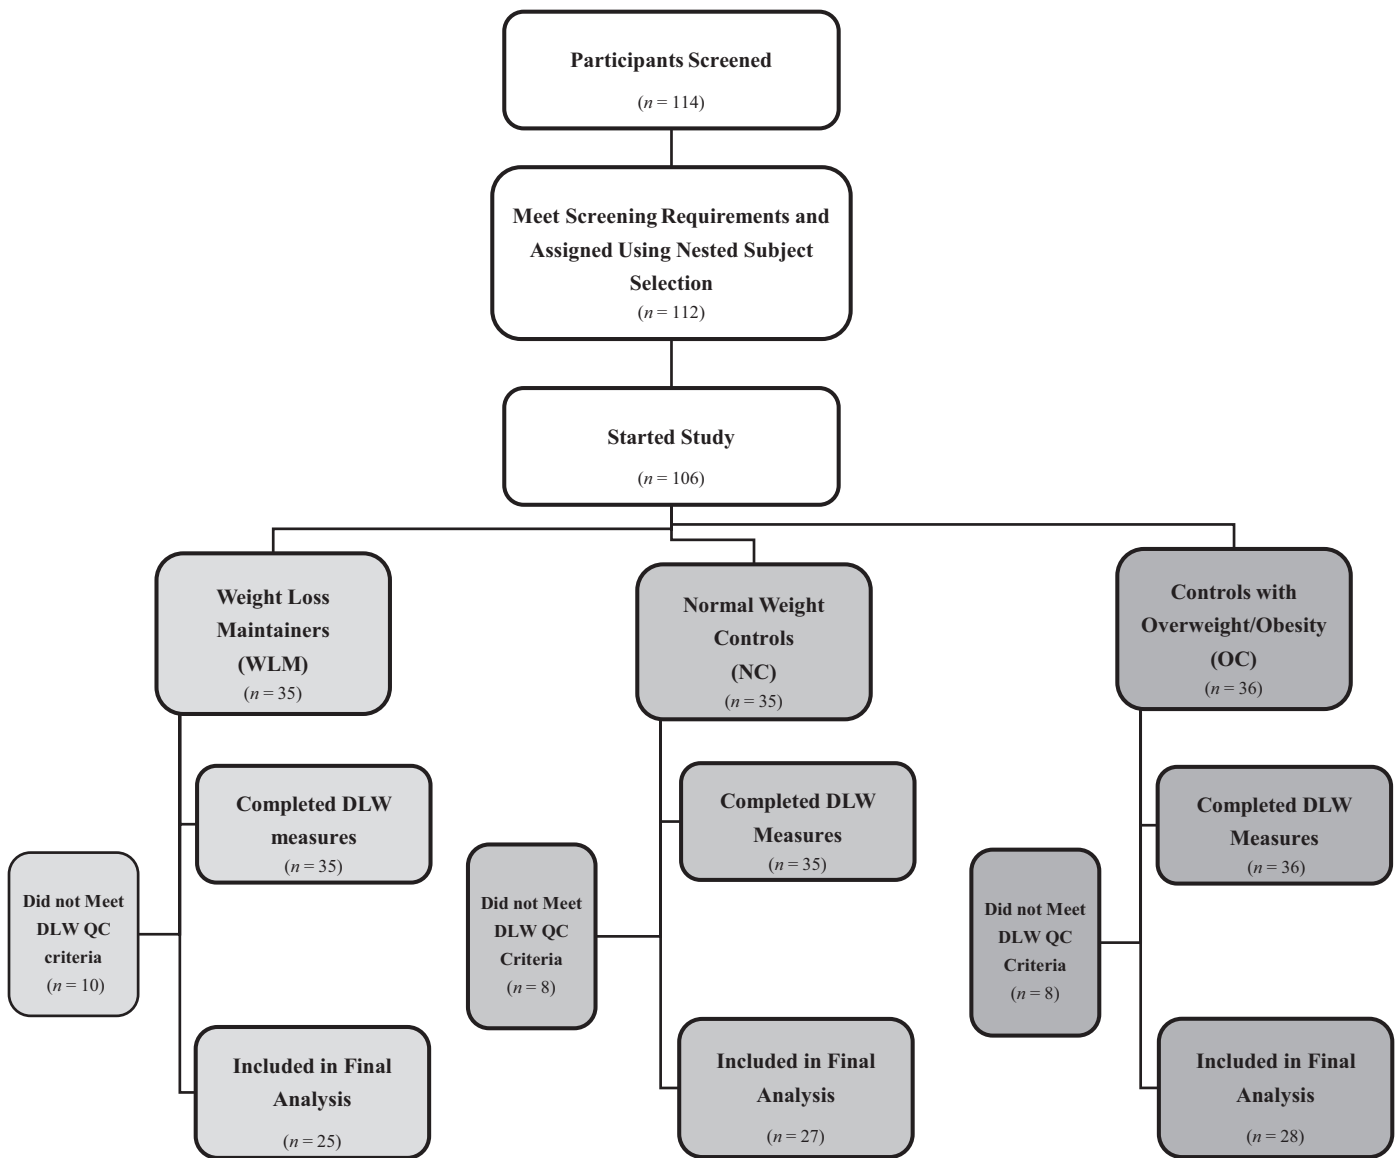 Participants Screened
(n = 114)
Meet Screening Requirements and
Assigned Using Nested Subject
Selection
(n = 112)
Started Study
(n = 106)
Weight Loss
Maintainers
(WLM)
(n = 35)
Completed DLW
measures
(n = 35)
Did not Meet
DLW QC
criteria
(n = 10)
Included in Final
Analysis
(n = 25)
Normal Weight
Controls
(NC)
(n = 35)
Completed DLW
Measures
(n = 35)
Did not Meet
DLW QC
Criteria
(n = 8)
Included in Final
Analysis
(n = 27)
Controls with
Overweight/Obesity
(OC)
(n = 36)
Completed DLW
Measures
(n = 36)
Did not Meet
DLW QC
Criteria
(n = 8)
Included in Final
Analysis
(n = 28)